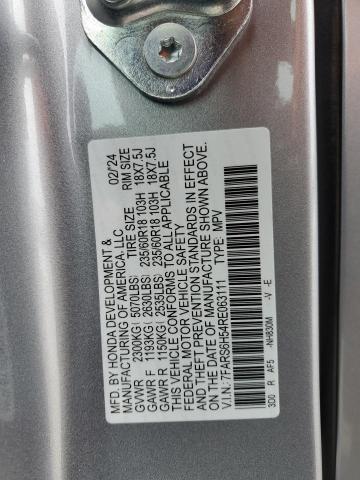 MFD. BY HONDA DEVELOPMENT & 02/'24
MANUFACTURING OF AMERICA, LLC
TIRE SIZE RIM SIZE
GVWR 2300KG( 5070LBS) 235/60R18 103H 18X7.5J
GAWR F 1193KG( 2630LBS) 235/60R18 103H 18X7.5J
GAWR R 1150KG( 2535LBS)
THIS VEHICLE CONFORMS TO ALL APPLICABLE
FEDERAL MOTOR VEHICLE SAFETY
AND THEFT PREVENTION STANDARDS IN EFFECT
ON THE DATE OF MANUFACTURE SHOWN ABOVE.
V.I.N. 7FARS6H54RE063111 TYPE: MPV
3D0 R AF5 -NH830M -V -E